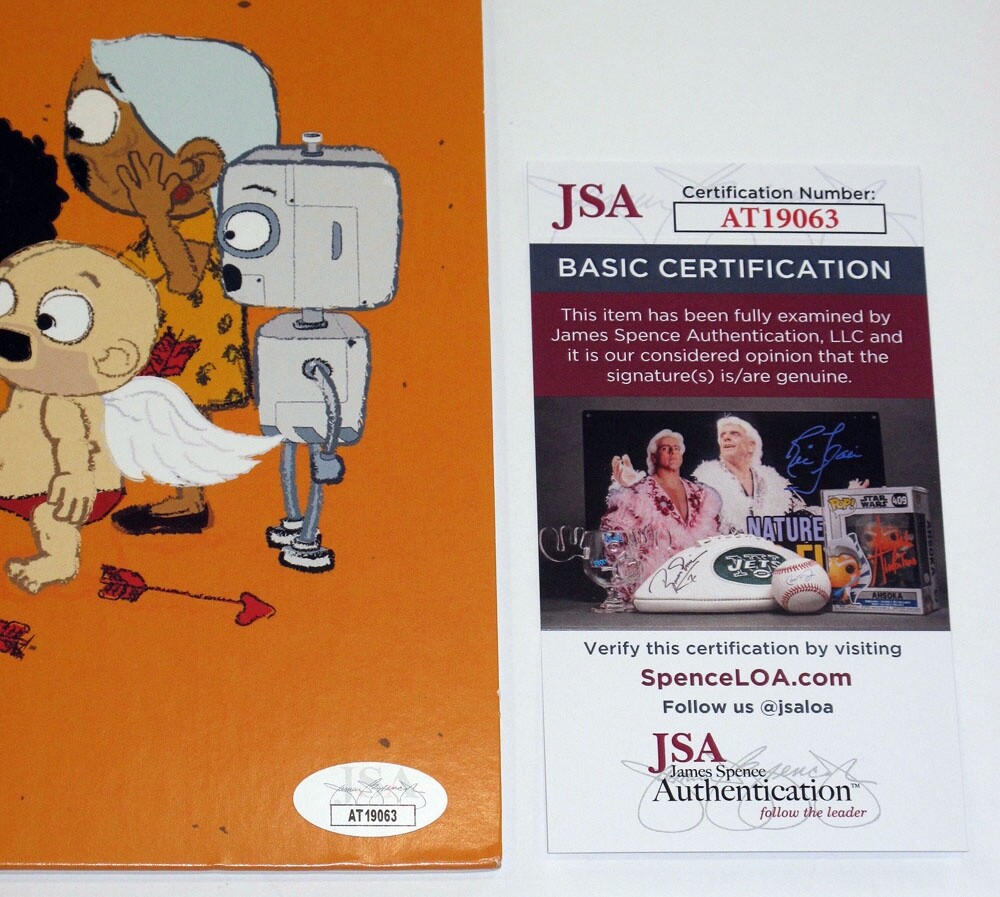 JSA
Certification Number:
AT19063
BASIC CERTIFICATION
This item has been fully examined by
James Spence Authentication, LLC and
it is our considered opinion that the
signature(s) is/are genuine.
NATURE
JETS
POP!
STAR WARS
409
AHSOKA
Verify this certification by visiting
SpenceLOA.com
Follow us @jsaloa
JSA
James Spence
Authentication™
follow the leader
JSA
AT19063